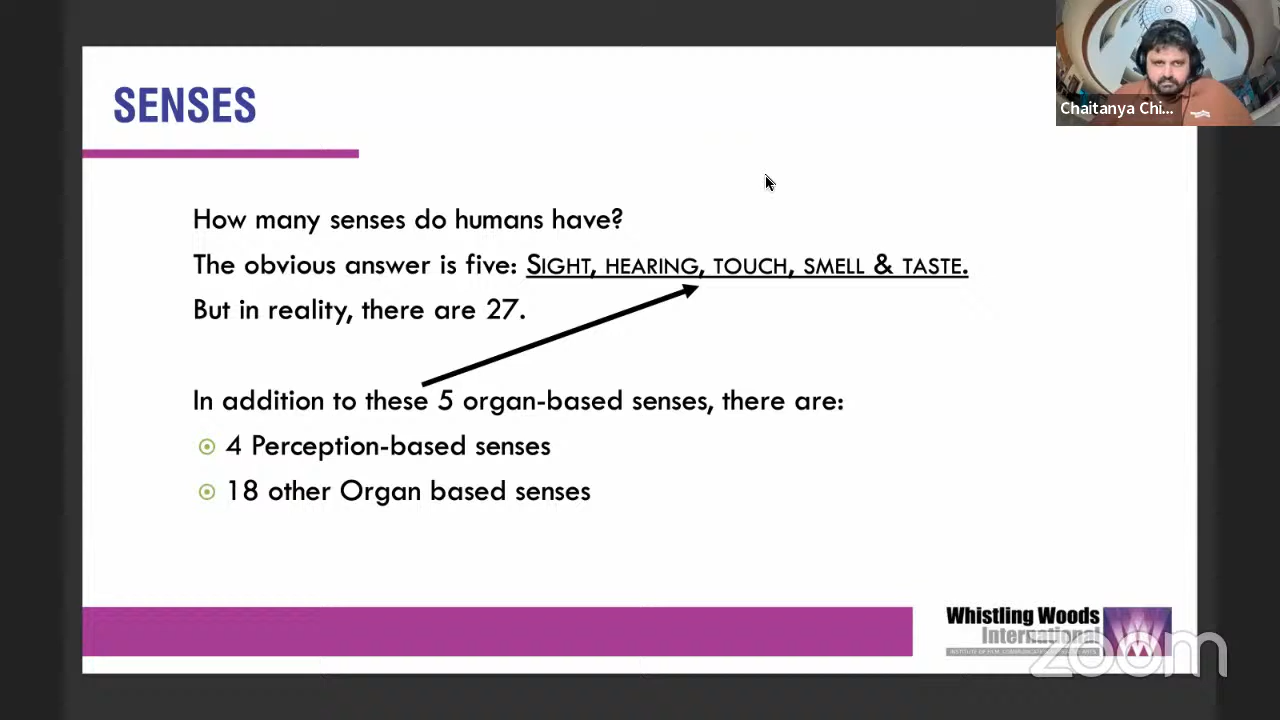 SENSES
Chaitanya Chi...
How many senses do humans have?
The obvious answer is five: SIGHT, HEARING, TOUCH, SMELL & TASTE.
But in reality, there are 27.
In addition to these 5 organ-based senses, there are:
4 Perception-based senses
18 other Organ based senses
Whistling Woods
International
zoom